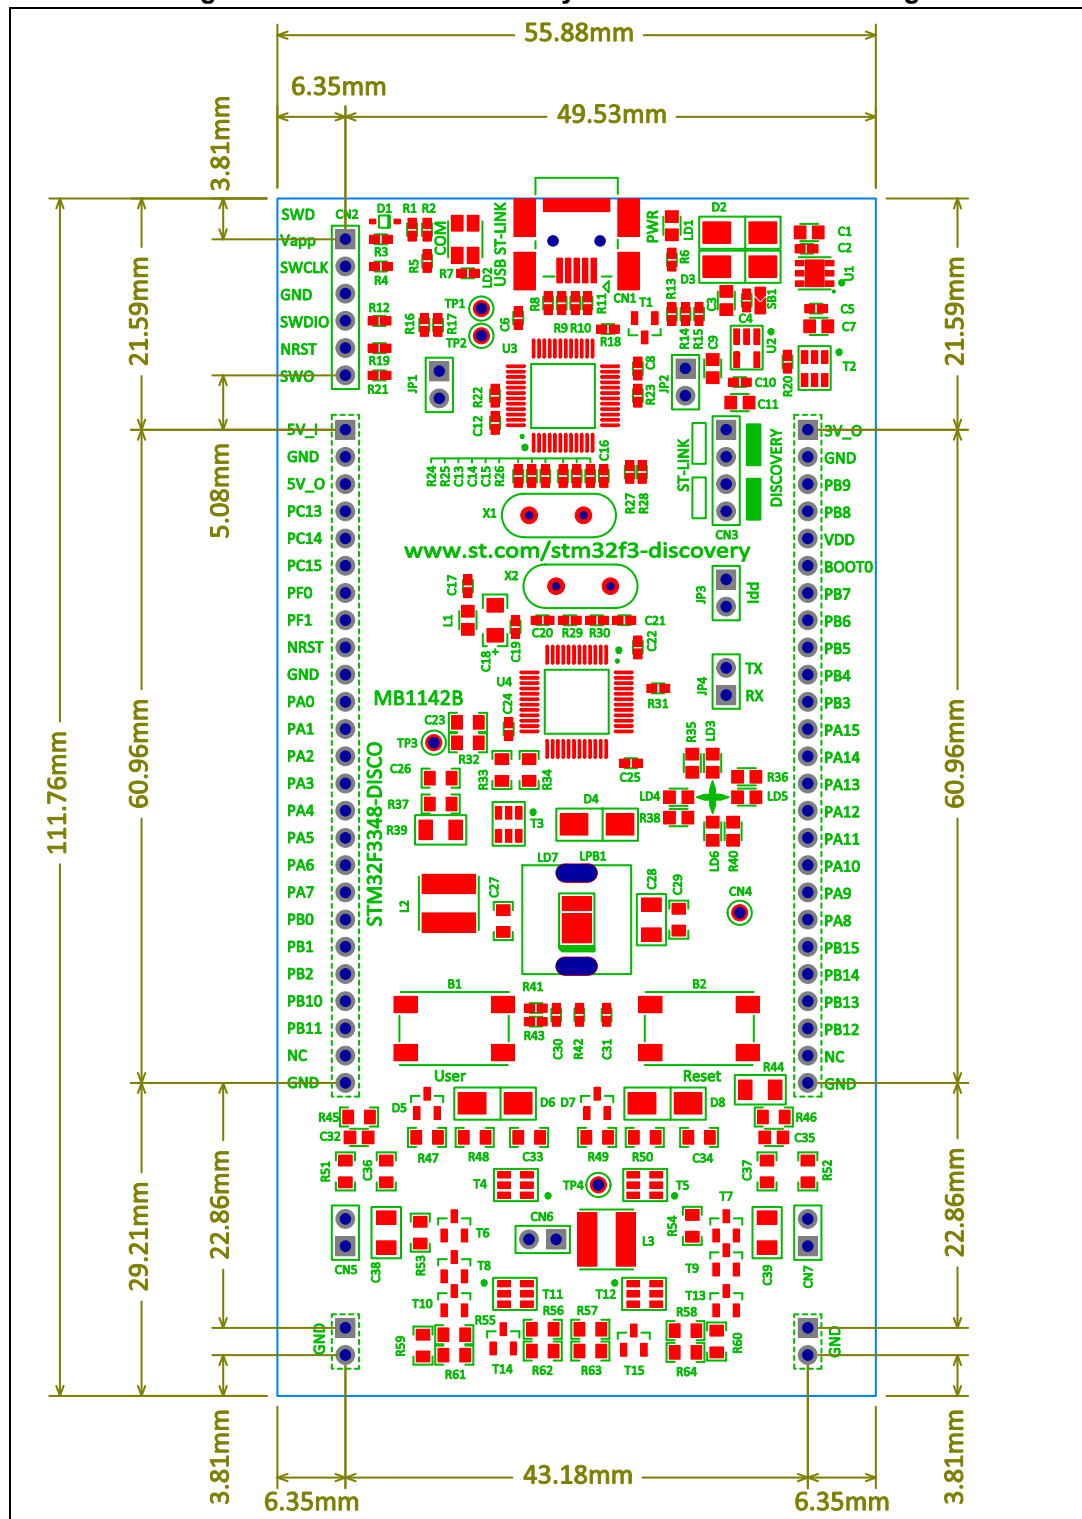 55.88mm
6.35mm
49.53mm
3.81mm
21.59mm
5.08mm
111.76mm
60.96mm
29.21mm
22.86mm
3.81mm
21.59mm
60.96mm
22.86mm
3.81mm
43.18mm
6.35mm
6.35mm
SWD
CN2
Vapp
SWCLK
GND
SWDIO
NRST
SWO
D1
R1
R2
R3
R4
R5
R7
COM
LD2
USB ST-LINK
PWR
LD1
D2
R6
D3
C1
C2
U1
CN1
R12
R16
R17
TP1
TP2
C6
U3
R8
R9
R10
R11
R18
T1
R13
R14
R15
C3
C4
SB1
C5
C7
U2
T2
R19
R21
JP1
R22
C12
C8
R23
JP2
C9
C10
C11
R20
5V_I
GND
5V_O
PC13
PC14
PC15
PF0
PF1
NRST
GND
PA0
PA1
PA2
PA3
PA4
PA5
PA6
PA7
PB0
PB1
PB2
PB10
PB11
NC
GND
3V_O
GND
PB9
PB8
VDD
BOOT0
PB7
PB6
PB5
PB4
PB3
PA15
PA14
PA13
PA12
PA11
PA10
PA9
PA8
PB15
PB14
PB13
PB12
NC
GND
R24
R25
C13
C14
C15
R26
C16
R27
R28
ST-LINK
DISCOVERY
CN3
X1
www.st.com/stm32f3-discovery
X2
C17
L1
C18
C19
C20
R29
R30
C21
C22
JP3
Idd
JP4
TX
RX
U4
C24
R31
MB1142B
C23
TP3
R32
C26
R33
R34
R37
R39
T3
C25
D4
R35
LD3
R36
LD4
LD5
R38
LD6
R40
STM32F3348-DISCO
L2
C27
LD7
LPB1
C28
C29
CN4
B1
R41
R43
C30
R42
C31
B2
User
Reset
R44
R45
D5
D6
D7
D8
R46
C32
R47
R48
C33
R49
R50
C34
C35
R51
C36
T4
TP4
T5
C37
R52
CN5
C38
R53
T6
CN6
L3
R54
T7
C39
CN7
T8
T9
T10
T11
T12
T13
GND
R59
R55
R61
T14
R56
R62
R57
R63
T15
R58
R64
R60
GND